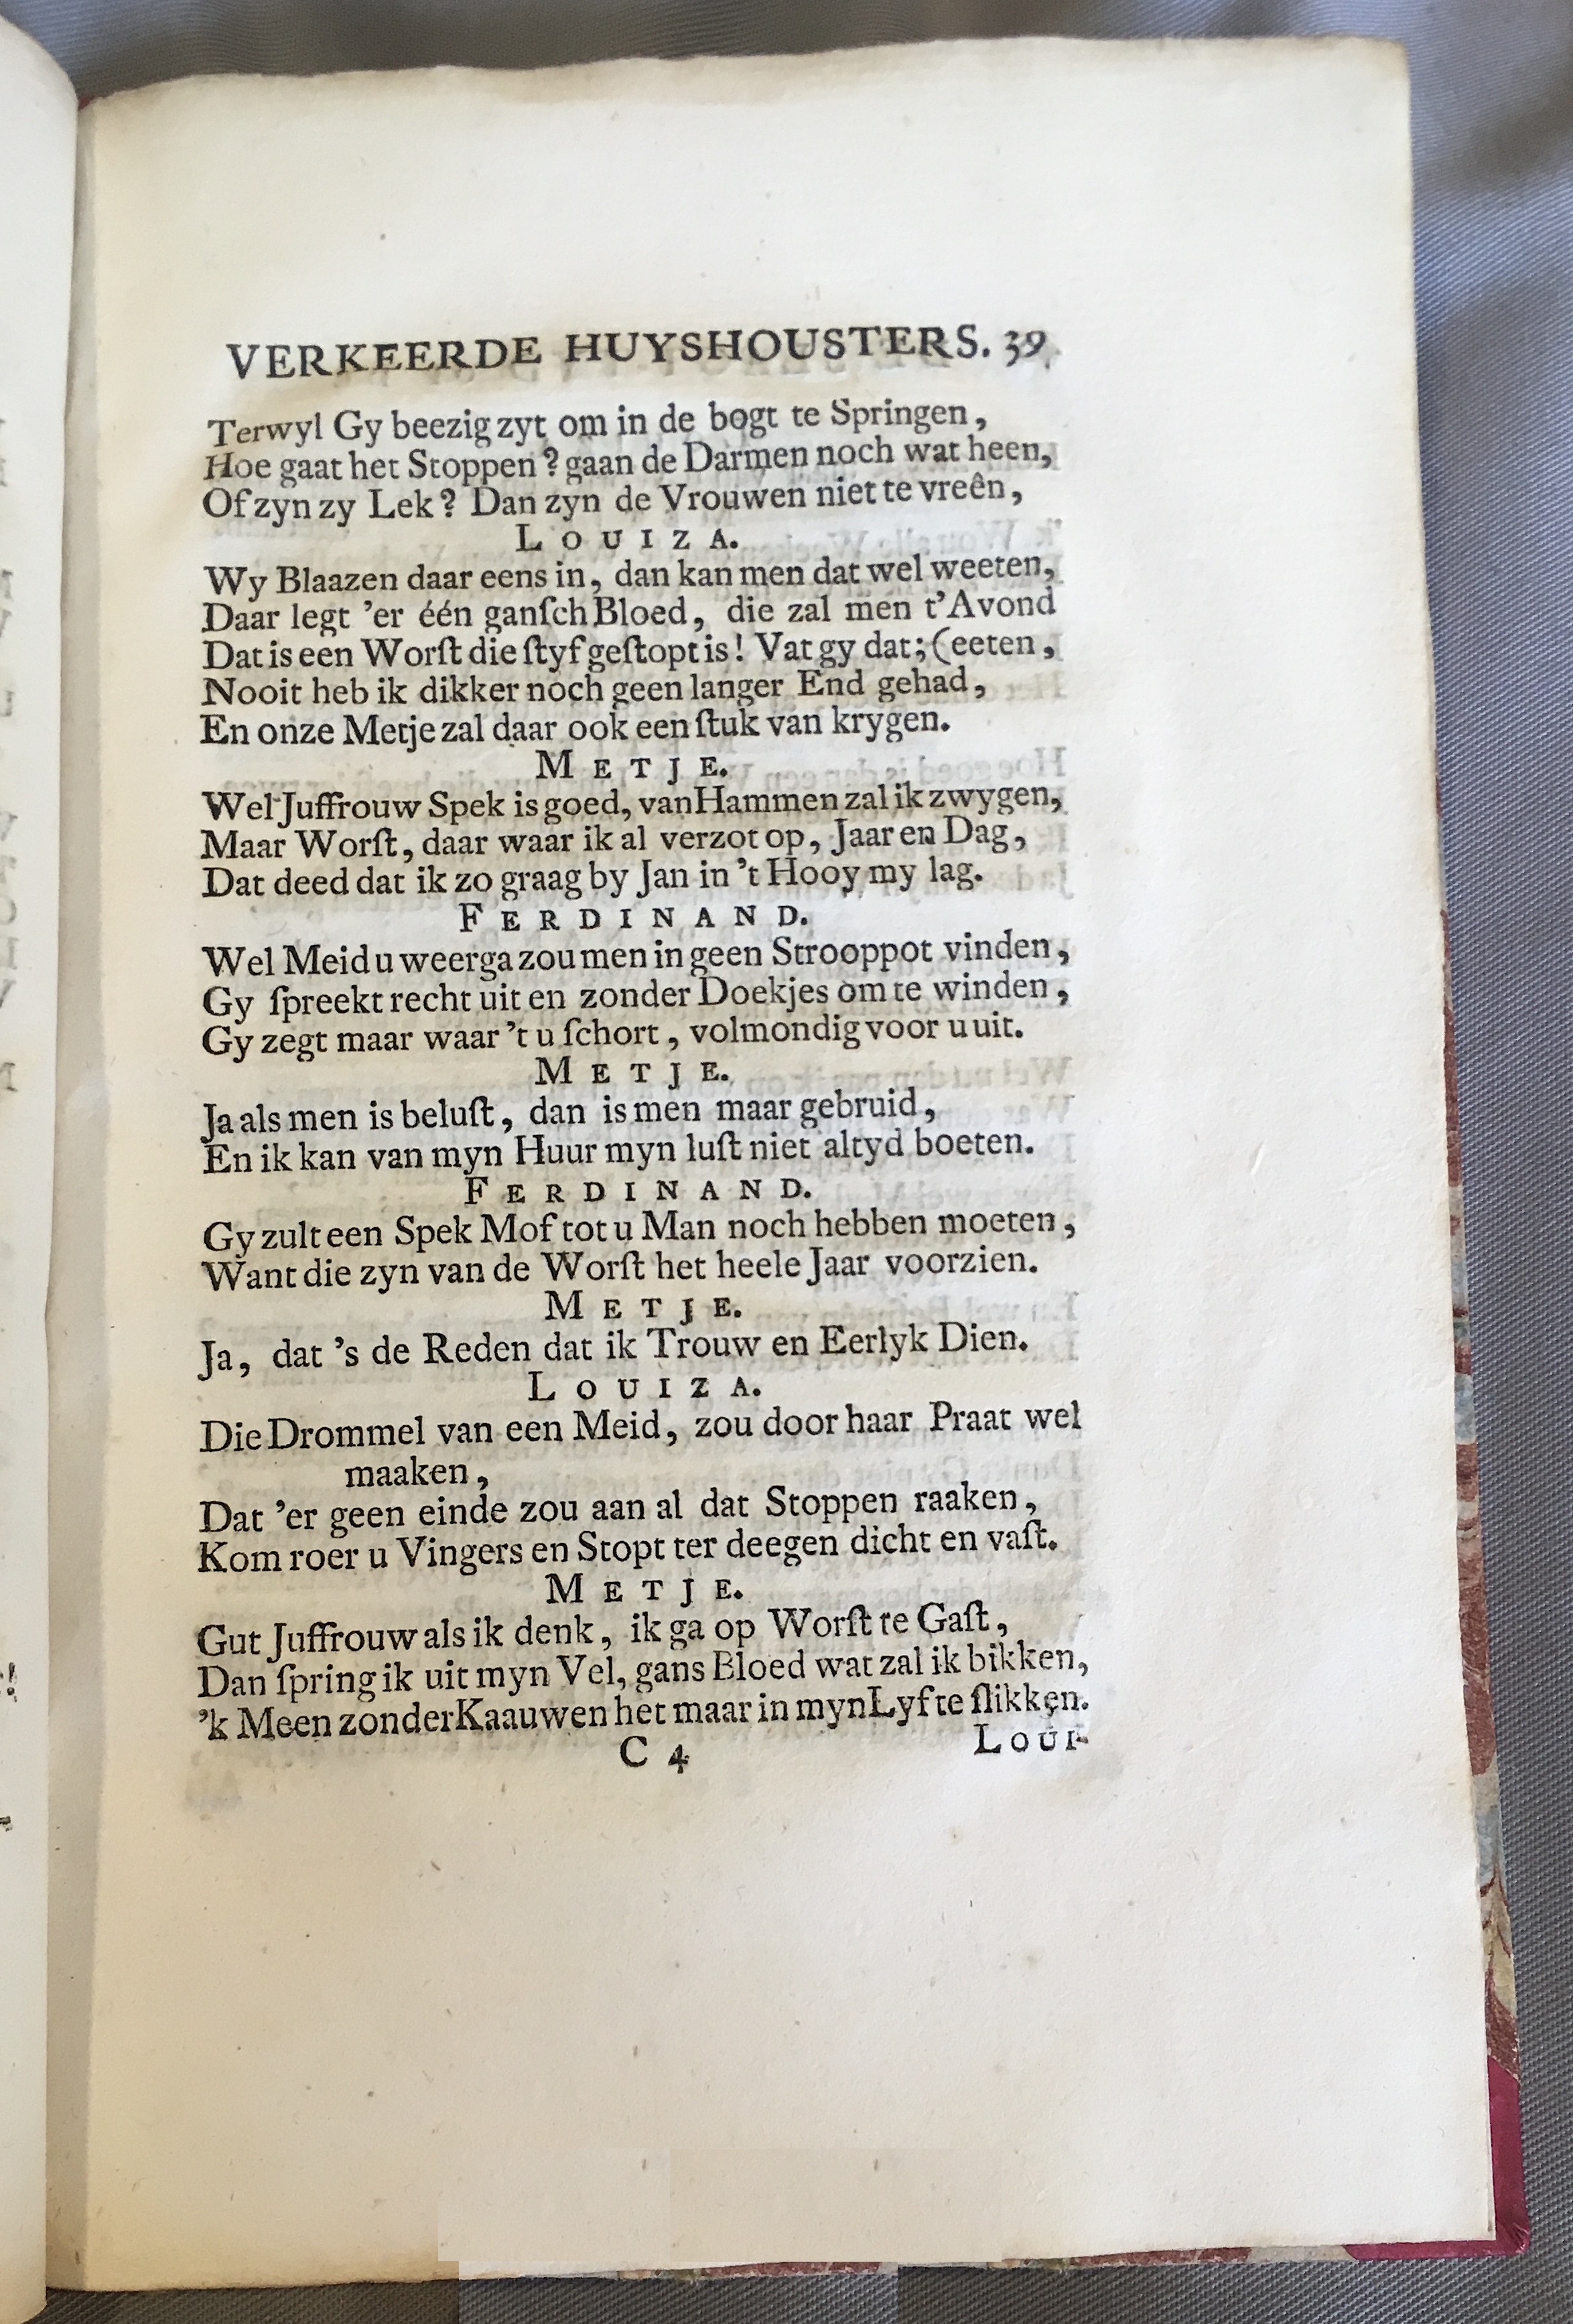 VERKEERDE HUYSHOUSTERS. 39
Terwyl Gy beezig zyt om in de bogt te Springen,
Hoe gaat het Stoppen? gaan de Darmen noch wat heen,
Of zyn zy Lek? Dan zyn de Vrouwen niet te vreên,
LOUIZA.
Wy Blaazen daar eens in, dan kan men dat wel weeten,
Daar legt 'er één ganſch Bloed, die zal men t'Avond
Dat is een Worſt die ſtyf geſtopt is! Vat gy dat; (eeten,
Nooit heb ik dikker noch geen langer End gehad,
En onze Metje zal daar ook een ſtuk van krygen.
METJE.
Wel Juffrouw Spek is goed, van Hammen zal ik zwygen,
Maar Worſt, daar waar ik al verzot op, Jaar en Dag,
Dat deed dat ik zo graag by Jan in 't Hooy my lag.
FERDINAND.
Wel Meid u weerga zou men in geen Strooppot vinden,
Gy ſpreekt recht uit en zonder Doekjes om te winden,
Gy zegt maar waar 't u ſchort, volmondig voor u uit.
METJE.
Ja als men is beluſt, dan is men maar gebruid,
En ik kan van myn Huur myn luſt niet altyd boeten.
FERDINAND.
Gy zult een Spek Mof tot u Man noch hebben moeten,
Want die zyn van de Worſt het heele Jaar voorzien.
METJE.
Ja, dat 's de Reden dat ik Trouw en Eerlyk Dien.
LOUIZA.
Die Drommel van een Meid, zou door haar Praat wel
maaken,
Dat 'er geen einde zou aan al dat Stoppen raaken,
Kom roer u Vingers en Stopt ter deegen dicht en vaſt.
METJE.
Gut Juffrouw als ik denk, ik ga op Worſt te Gaſt,
Dan ſpring ik uit myn Vel, gans Bloed wat zal ik bikken,
'k Meen zonder Kaauwen het maar in myn Lyf te ſlikken.
C 4 LOUI-